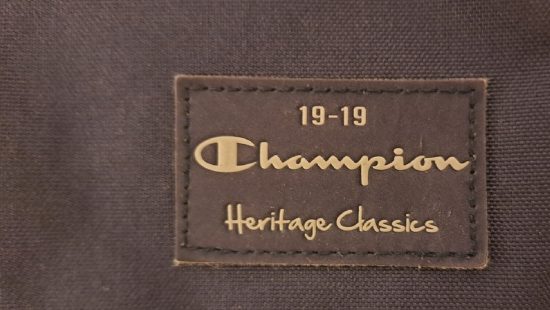 19-19
Champion
Heritage Classics